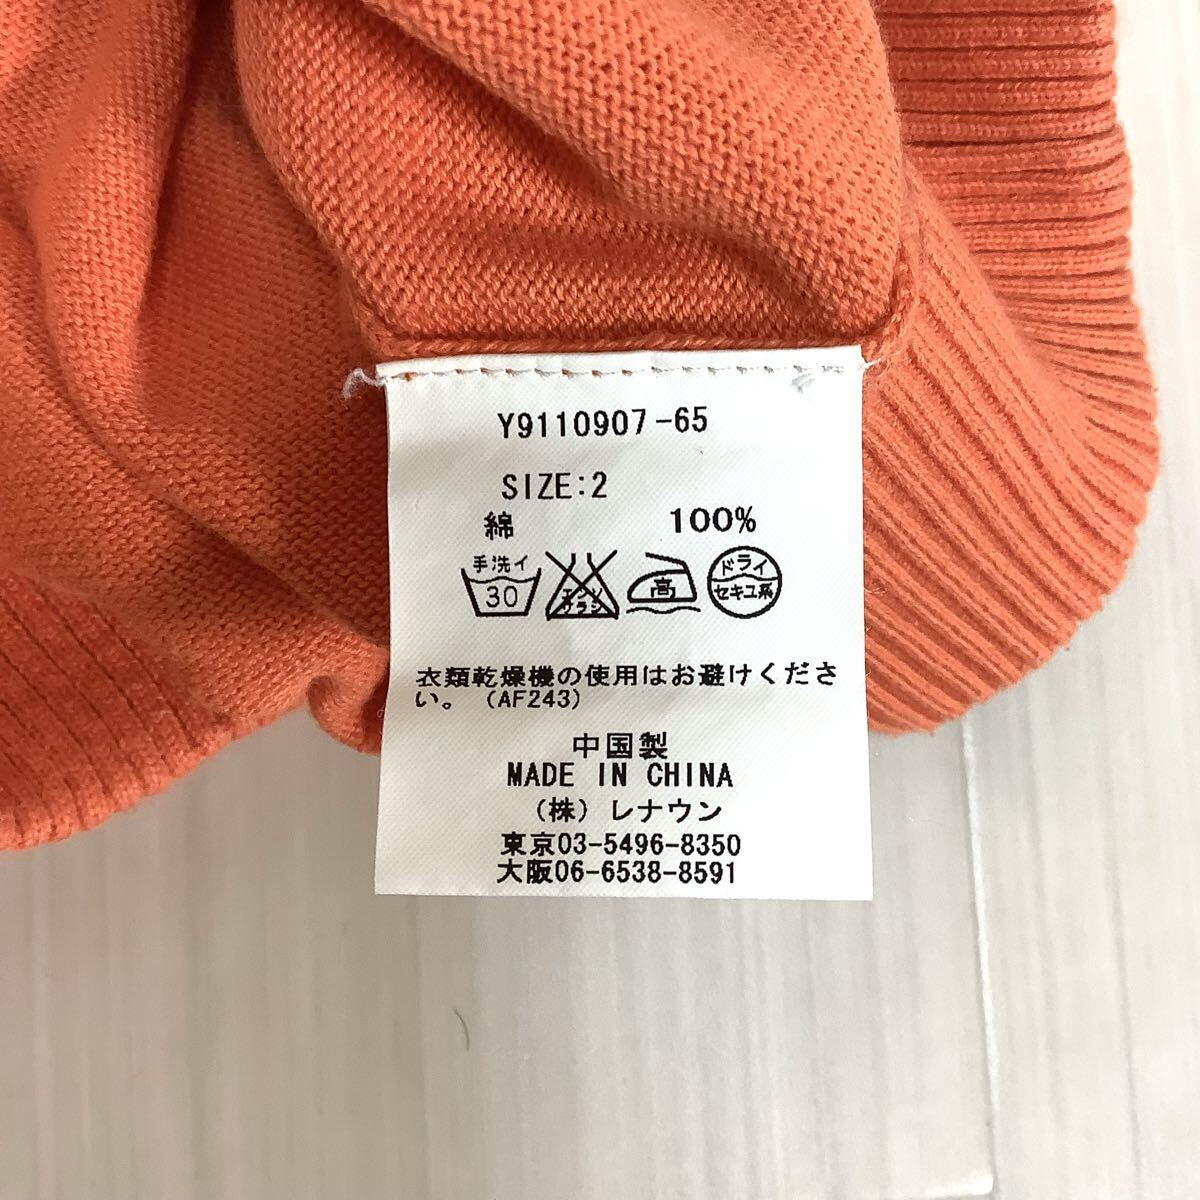 Y9110907-65
SIZE:2
綿 100%
手洗イ 30 エンソ サラシ 高 ドライ セキユ系
衣類乾燥機の使用はお避けくださ
い。（AF243）
中国製
MADE IN CHINA
（株）レナウン
東京03-5496-8350
大阪06-6538-8591